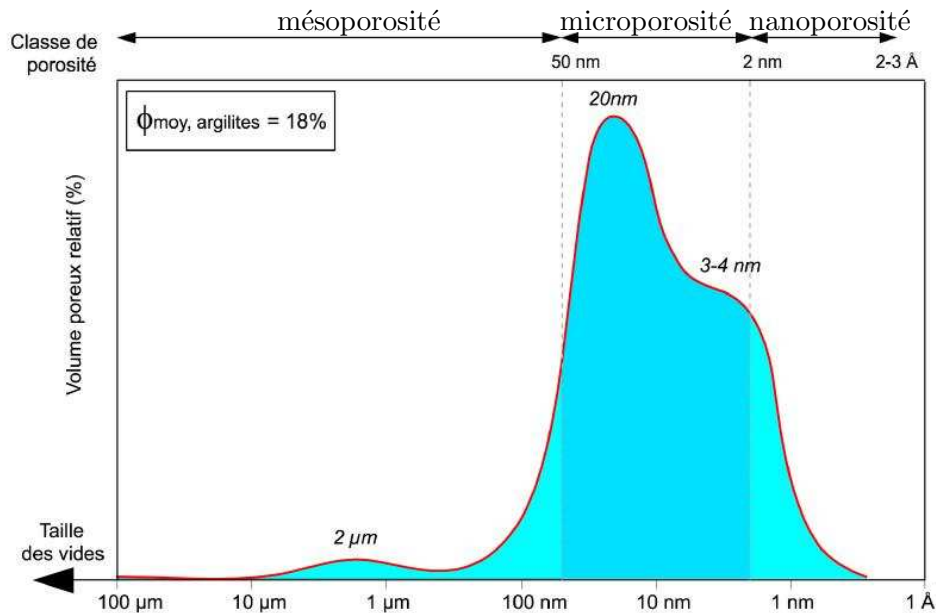 mésoporosité microporosité nanoporosité
Classe de
porosité
50 nm 2 nm 2-3 Å
ϕmoy, argilites = 18%
20nm
3-4 nm
Volume poreux relatif (%)
2 µm
Taille
des vides
100 µm 10 µm 1 µm 100 nm 10 nm 1 nm 1 Å